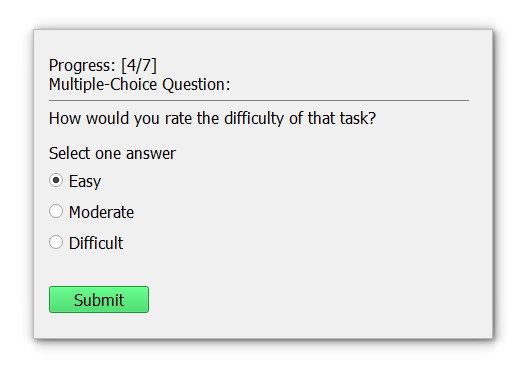 Progress: [4/7]
Multiple-Choice Question:
How would you rate the difficulty of that task?
Select one answer
Easy
Moderate
Difficult
Submit